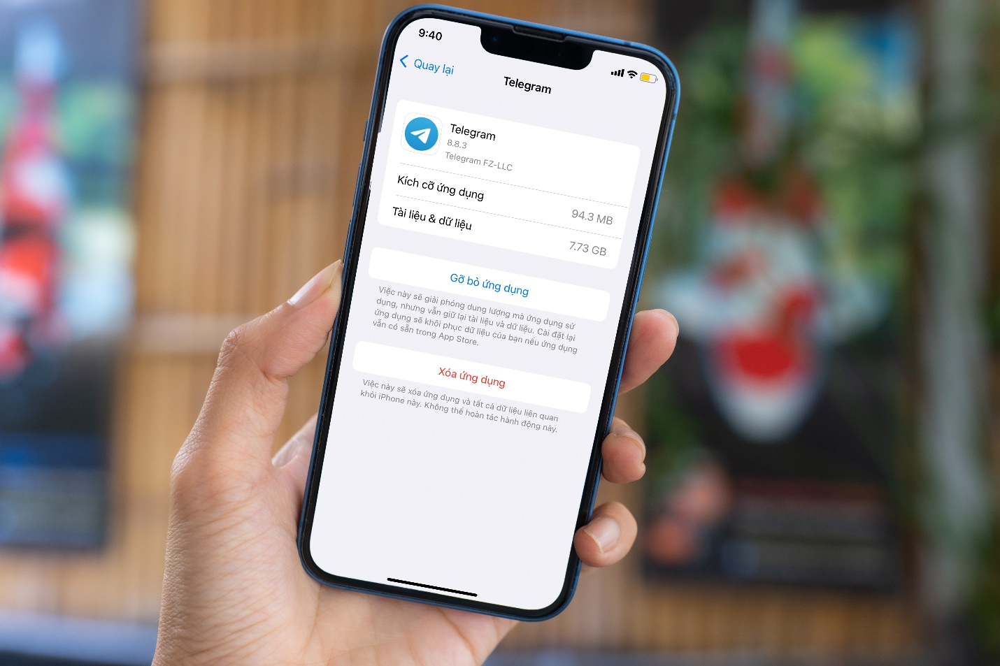 9:40
Quay lại
Telegram
Telegram
8.8.3
Telegram FZ-LLC
Kích cỡ ứng dụng 94.3 MB
Tài liệu & dữ liệu 7.73 GB
Gỡ bỏ ứng dụng
Việc này sẽ giải phóng dung lượng mà ứng dụng sử
dụng, nhưng vẫn giữ lại tài liệu và dữ liệu. Cài đặt lại
ứng dụng sẽ khôi phục dữ liệu của bạn nếu ứng dụng
vẫn có sẵn trong App Store.
Xóa ứng dụng
Việc này sẽ xóa ứng dụng và tất cả dữ liệu liên quan
khỏi iPhone này. Không thể hoàn tác hành động này.